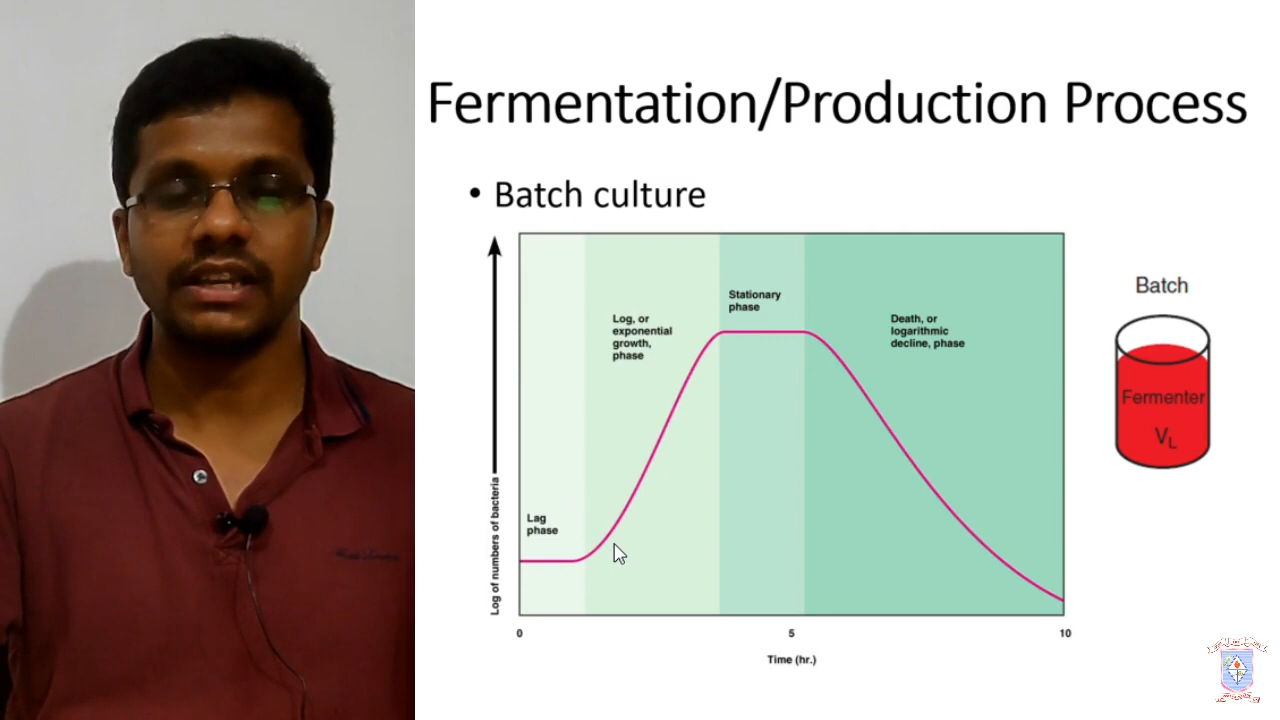 Fermentation/Production Process
• Batch culture
Log of numbers of bacteria
Lag
phase
Log, or
exponential
growth,
phase
Stationary
phase
Death, or
logarithmic
decline, phase
0
5
10
Time (hr.)
Batch
Fermenter
VL